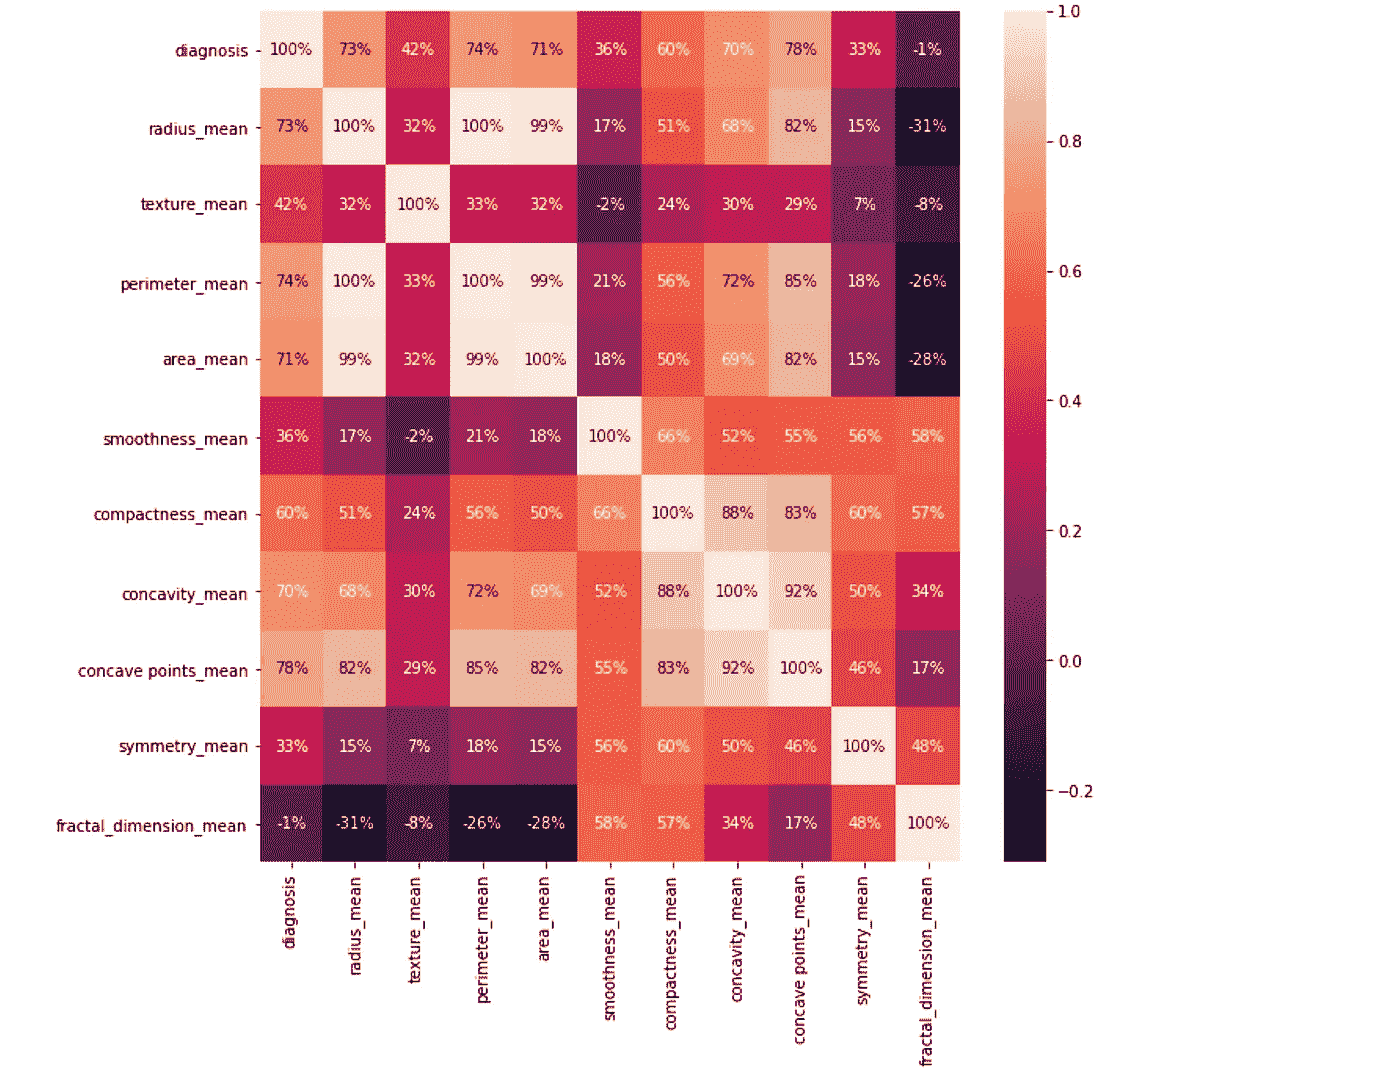 diagnosis 100% 73% 42% 74% 71% 36% 60% 70% 78% 33% -1%
radius_mean 73% 100% 32% 100% 99% 17% 51% 68% 82% 15% -31%
texture_mean 42% 32% 100% 33% 32% -2% 24% 30% 29% 7% -8%
perimeter_mean 74% 100% 33% 100% 99% 21% 56% 72% 85% 18% -26%
area_mean 71% 99% 32% 99% 100% 18% 50% 69% 82% 15% -28%
smoothness_mean 36% 17% -2% 21% 18% 100% 66% 52% 55% 56% 58%
compactness_mean 60% 51% 24% 56% 50% 66% 100% 88% 83% 60% 57%
concavity_mean 70% 68% 30% 72% 69% 52% 88% 100% 92% 50% 34%
concave points_mean 78% 82% 29% 85% 82% 55% 83% 92% 100% 46% 17%
symmetry_mean 33% 15% 7% 18% 15% 56% 60% 50% 46% 100% 48%
fractal_dimension_mean -1% -31% -8% -26% -28% 58% 57% 34% 17% 48% 100%
diagnosis
radius_mean
texture_mean
perimeter_mean
area_mean
smoothness_mean
compactness_mean
concavity_mean
concave points_mean
symmetry_mean
fractal_dimension_mean
1.0
0.8
0.6
0.4
0.2
0.0
−0.2